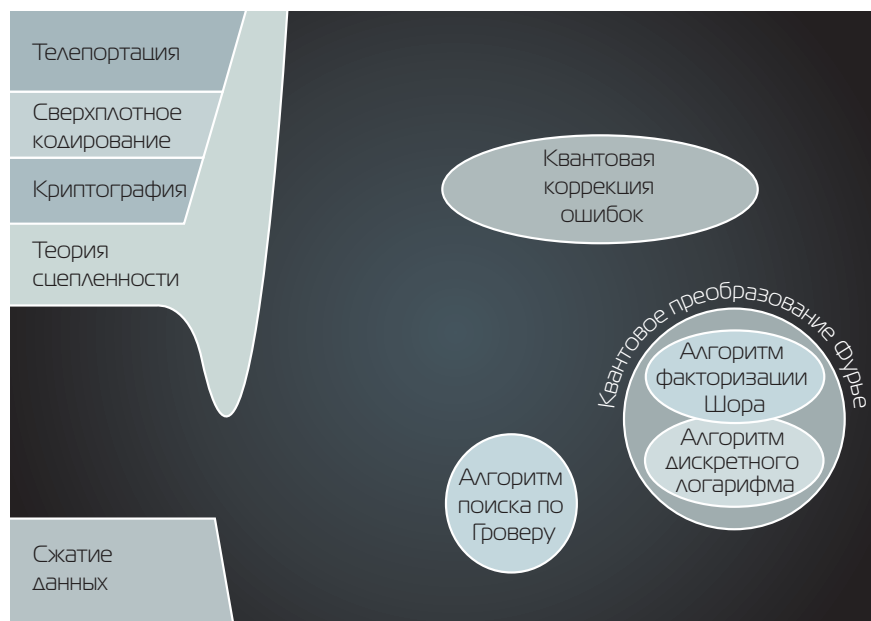 Телепортация
Сверхплотное
кодирование
Криптография
Теория
сцепленности
Сжатие
данных
Квантовая
коррекция
ошибок
Квантовое преобразование Фурье
Алгоритм
факторизации
Шора
Алгоритм
дискретного
логарифма
Алгоритм
поиска по
Гроверу